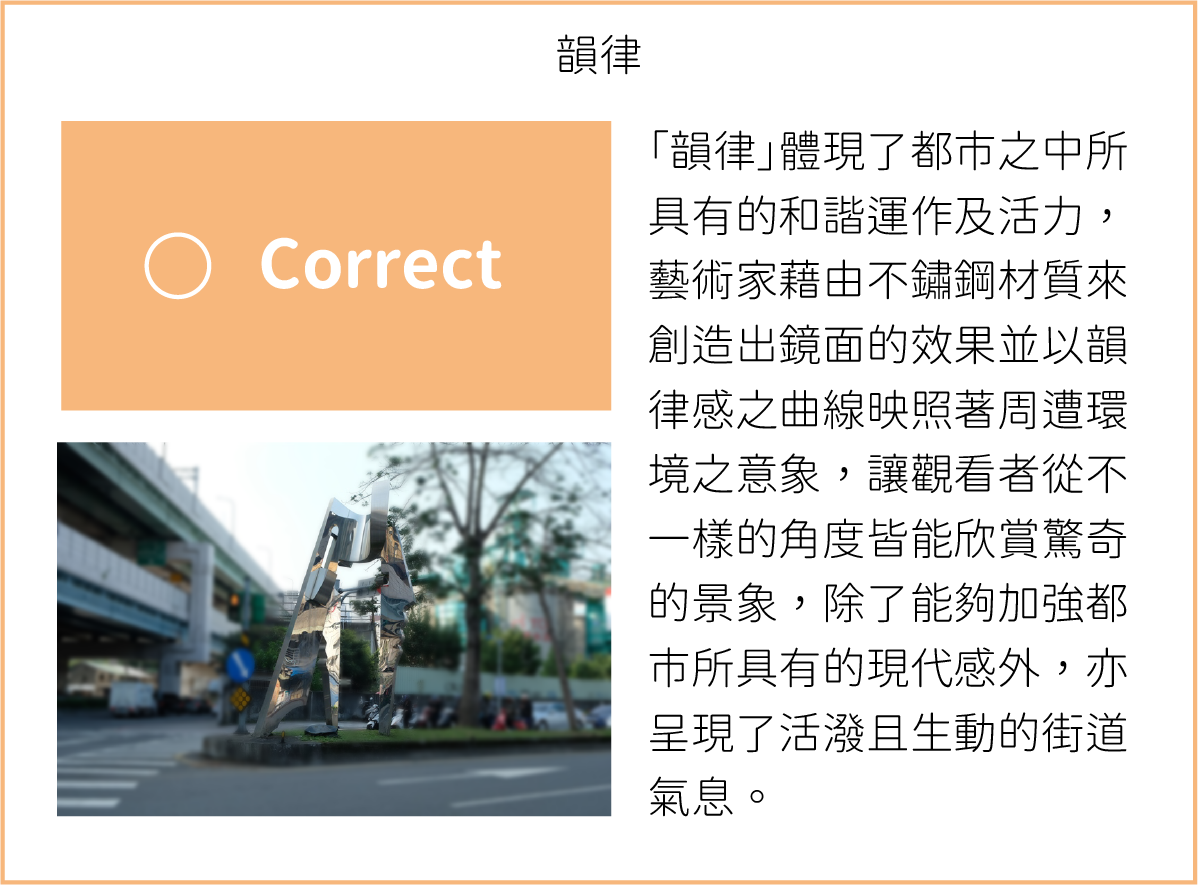 韻律
Correct
「韻律」體現了都市之中所
具有的和諧運作及活力，
藝術家藉由不鏽鋼材質來
創造出鏡面的效果並以韻
律感之曲線映照著周遭環
境之意象，讓觀看者從不
一樣的角度皆能欣賞驚奇
的景象，除了能夠加強都
市所具有的現代感外，亦
呈現了活潑且生動的街道
氣息。